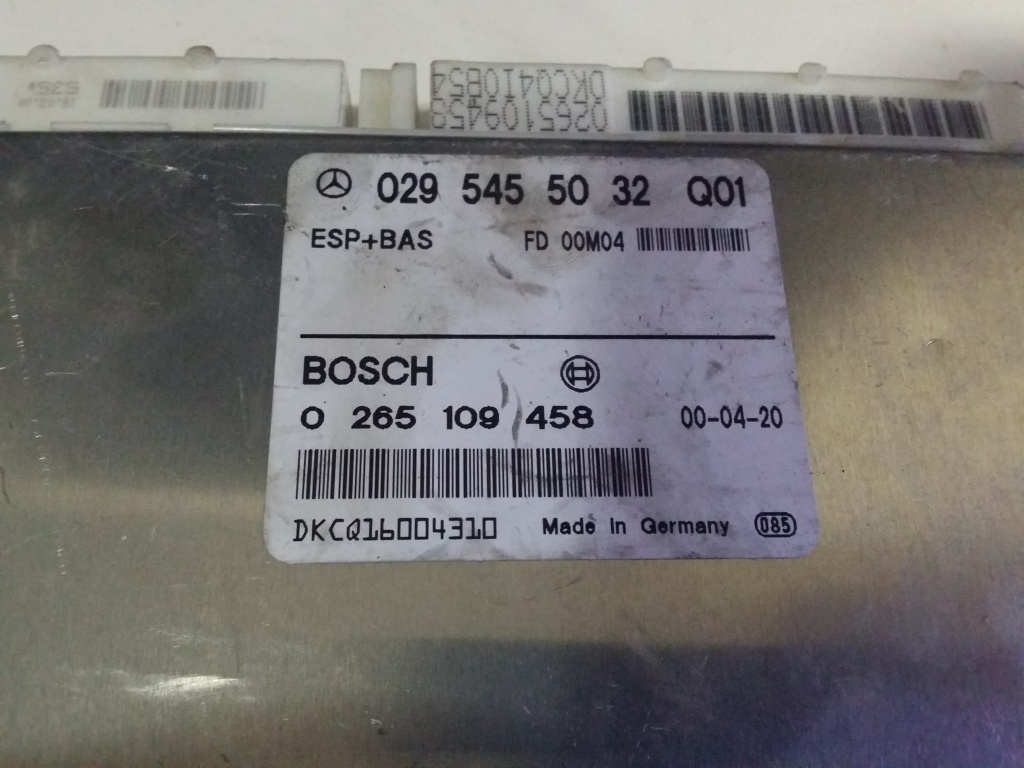 DKCQ410B54
0265109458
029 545 50 32 Q01
ESP+BAS FD 00M04
BOSCH
0 265 109 458 00-04-20
DKCQ16004310 Made in Germany 085